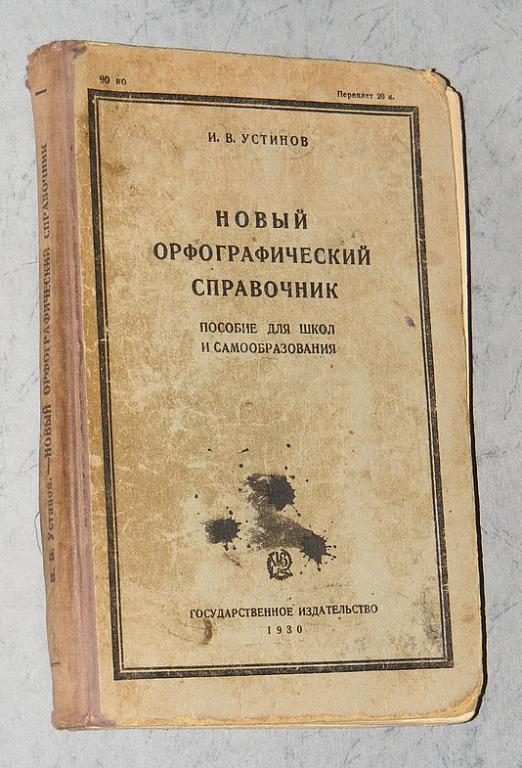 90 ко
Переплет 20 к.
И. В. УСТИНОВ
НОВЫЙ
ОРФОГРАФИЧЕСКИЙ
СПРАВОЧНИК
ПОСОБИЕ ДЛЯ ШКОЛ
И САМООБРАЗОВАНИЯ
ГОСУДАРСТВЕННОЕ ИЗДАТЕЛЬСТВО
1930
И. В. Устинов.—НОВЫЙ ОРФОГРАФИЧЕСКИЙ СПРАВОЧНИК